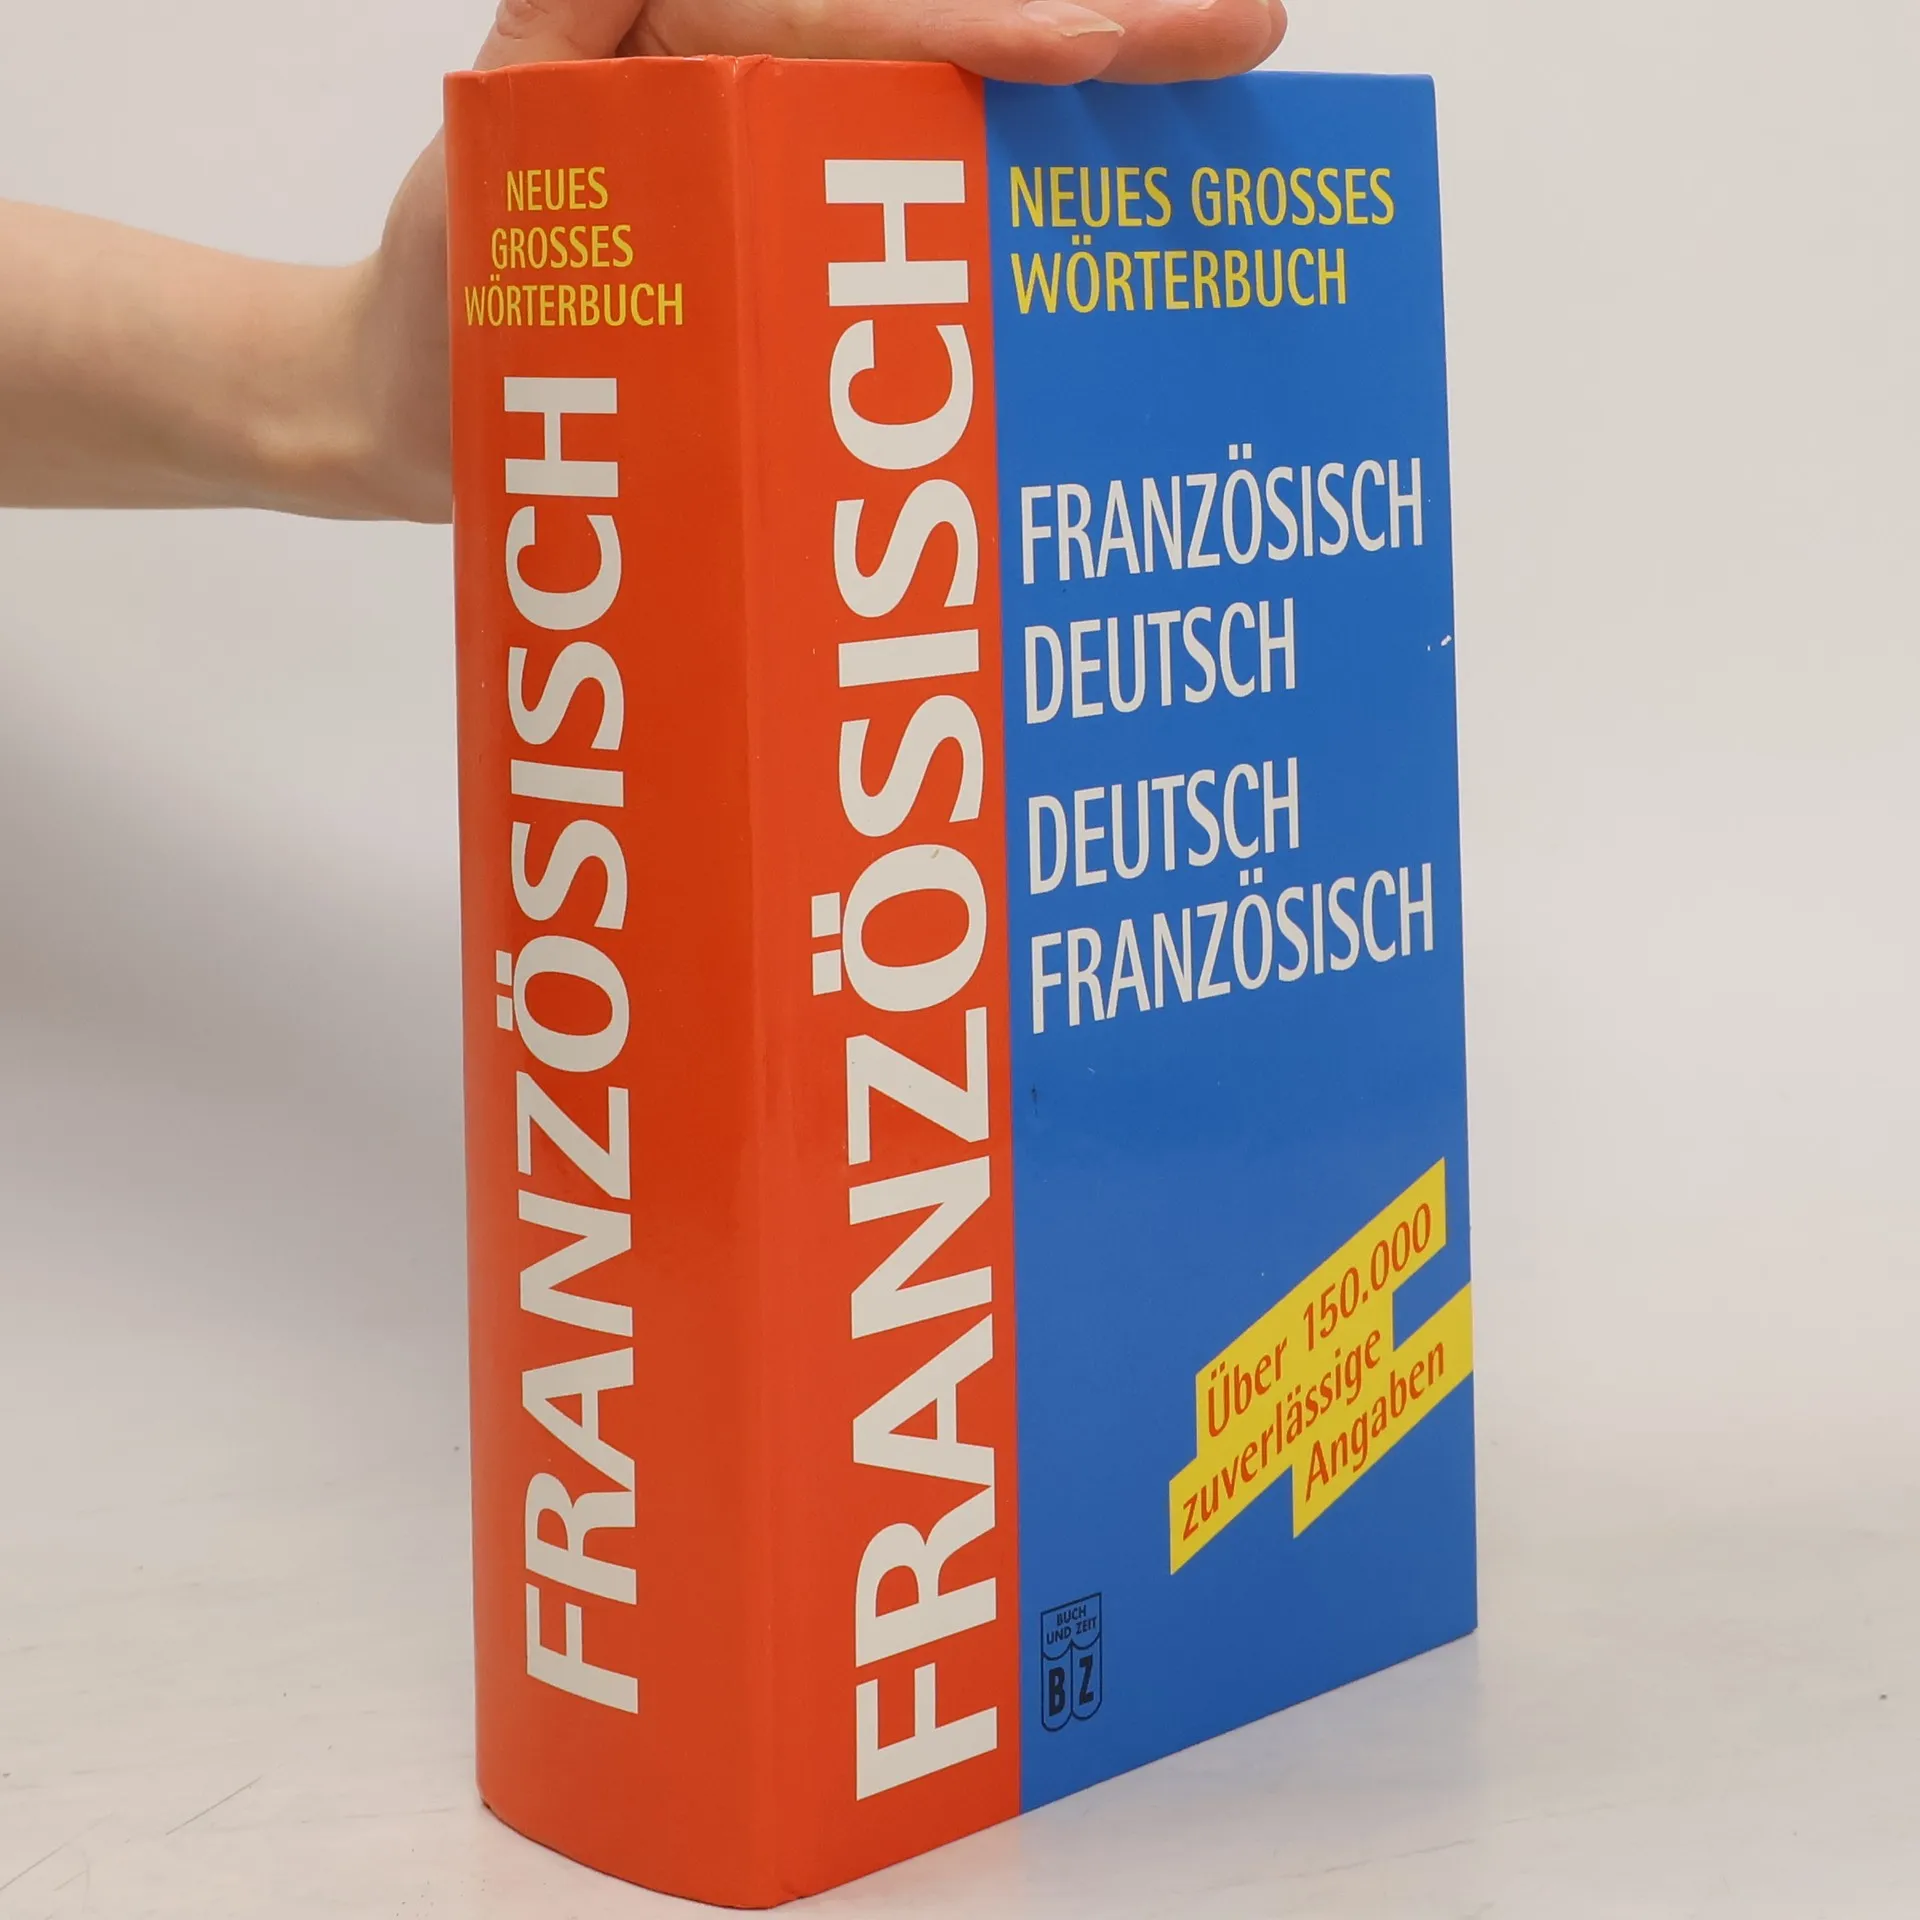 NEUES
GROSSES
WÖRTERBUCH
FRANZÖSISCH
FRANZÖSISCH
NEUES GROSSES
WÖRTERBUCH
FRANZÖSISCH
DEUTSCH
DEUTSCH
FRANZÖSISCH
Über 150.000
zuverlässige
Angaben
BUCH
UND ZEIT
B Z